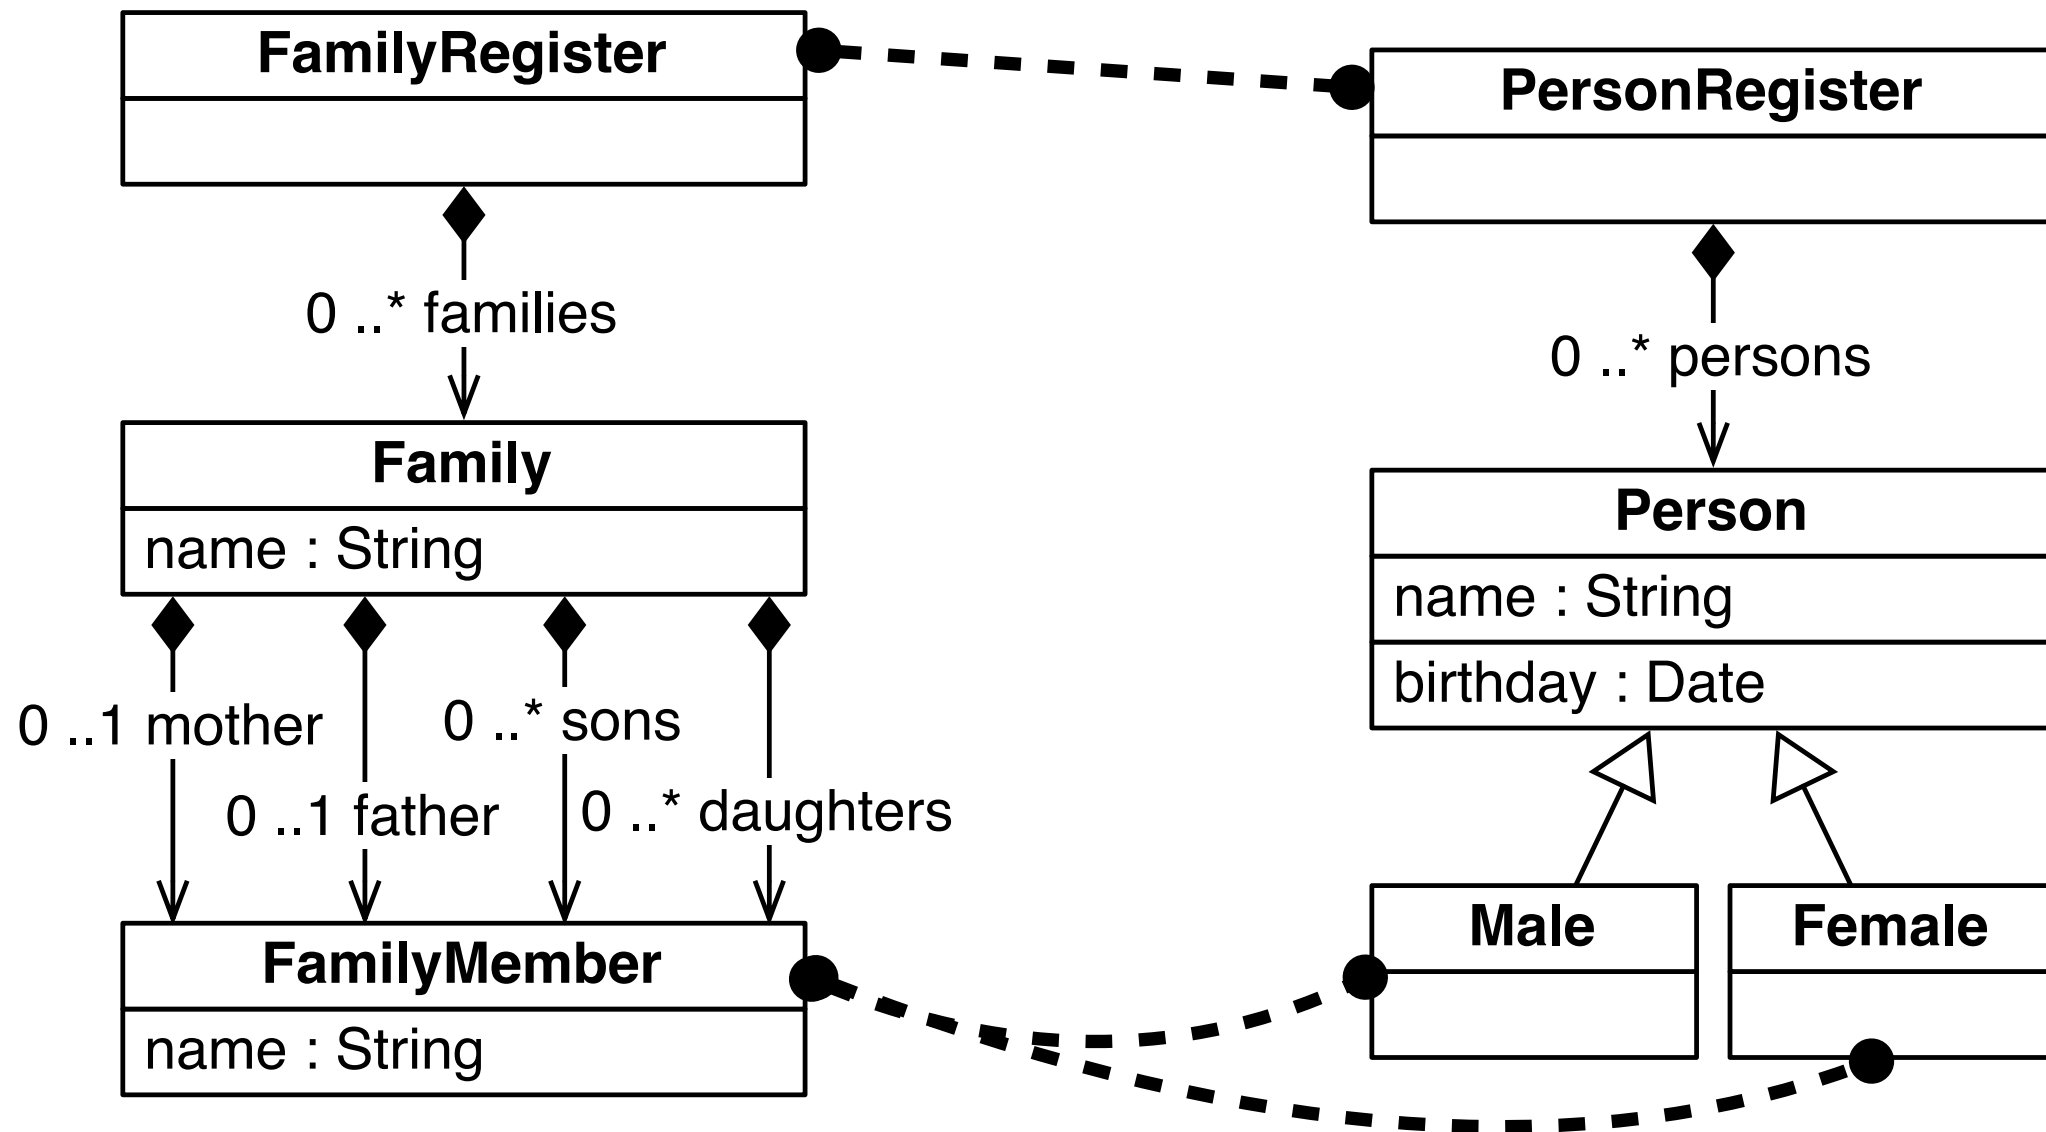 FamilyRegister
PersonRegister
0 ..* families
0 ..* persons
Family
name : String
Person
name : String
birthday : Date
0 ..1 mother
0 ..* sons
0 ..1 father
0 ..* daughters
Male
Female
FamilyMember
name : String